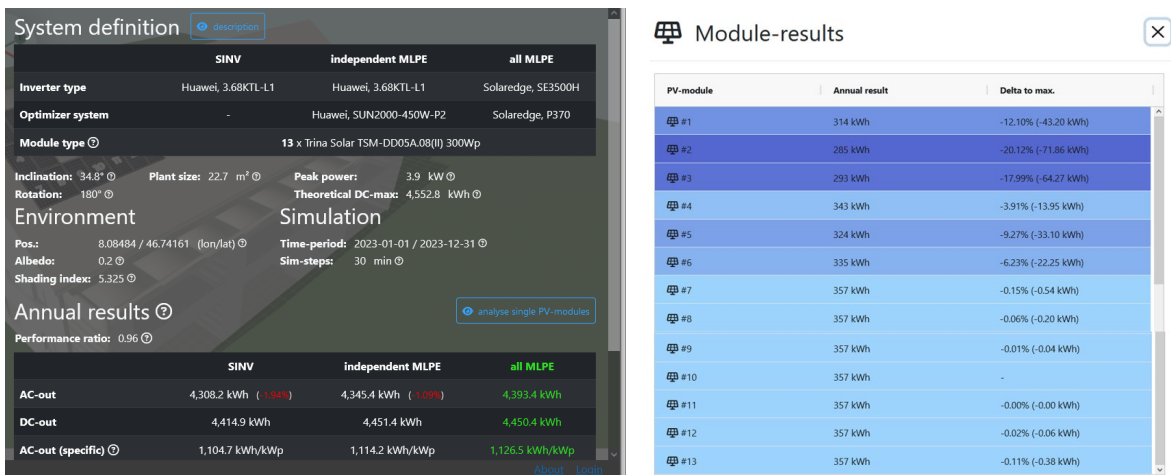 System definition description
SINV independent MLPE all MLPE
Inverter type Huawei, 3.68KTL-L1 Huawei, 3.68KTL-L1 Solaredge, SE3500H
Optimizer system - Huawei, SUN2000-450W-P2 Solaredge, P370
Module type 13 x Trina Solar TSM-DD05A.08(II) 300Wp
Inclination: 34.8° Plant size: 22.7 m² Peak power: 3.9 kW
Rotation: 180° Theoretical DC-max: 4,552.8 kWh
Environment Simulation
Pos.: 8.08484 / 46.74161 (lon/lat) Time-period: 2023-01-01 / 2023-12-31
Albedo: 0.2 Sim-steps: 30 min
Shading index: 5.325
Annual results analyse single PV-modules
Performance ratio: 0.96
SINV independent MLPE all MLPE
AC-out 4,308.2 kWh (-1.94%) 4,345.4 kWh (-1.09%) 4,393.4 kWh
DC-out 4,414.9 kWh 4,451.4 kWh 4,450.4 kWh
AC-out (specific) 1,104.7 kWh/kWp 1,114.2 kWh/kWp 1,126.5 kWh/kWp
About Login
Module-results
PV-module Annual result Delta to max.
#1 314 kWh -12.10% (-43.20 kWh)
#2 285 kWh -20.12% (-71.86 kWh)
#3 293 kWh -17.99% (-64.27 kWh)
#4 343 kWh -3.91% (-13.95 kWh)
#5 324 kWh -9.27% (-33.10 kWh)
#6 335 kWh -6.23% (-22.25 kWh)
#7 357 kWh -0.15% (-0.54 kWh)
#8 357 kWh -0.06% (-0.20 kWh)
#9 357 kWh -0.01% (-0.04 kWh)
#10 357 kWh -
#11 357 kWh -0.00% (-0.00 kWh)
#12 357 kWh -0.02% (-0.06 kWh)
#13 357 kWh -0.11% (-0.38 kWh)